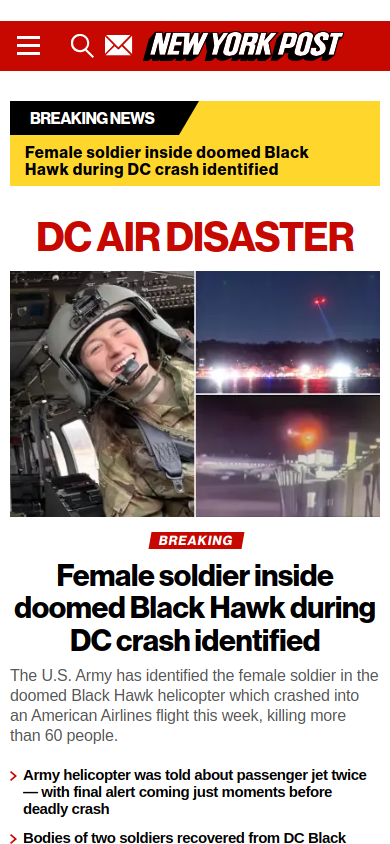 NEW YORK POST
BREAKING NEWS
Female soldier inside doomed Black
Hawk during DC crash identified
DC AIR DISASTER
BREAKING
Female soldier inside
doomed Black Hawk during
DC crash identified
The U.S. Army has identified the female soldier in the
doomed Black Hawk helicopter which crashed into
an American Airlines flight this week, killing more
than 60 people.
Army helicopter was told about passenger jet twice
— with final alert coming just moments before
deadly crash
Bodies of two soldiers recovered from DC Black